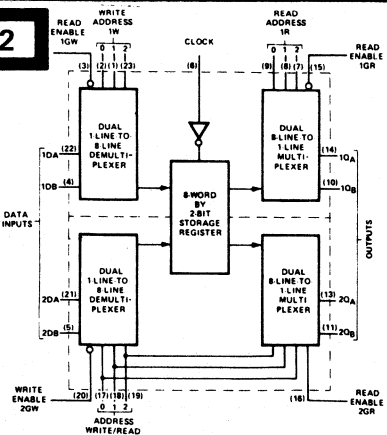 2
READ
ENABLE
1GW
WRITE
ADDRESS
1W
0 1 2
(3) (2) (1) (23)
CLOCK
(6)
READ
ADDRESS
1R
0 1 2
(9) (8) (7) (15)
READ
ENABLE
1GR
DUAL
1-LINE-TO-
8-LINE
DEMULTI-
PLEXER
1DA (22)
1DB (4)
8-WORD
BY
2-BIT
STORAGE
REGISTER
DUAL
8-LINE-TO
1-LINE
MULTI-
PLEXER
(14) 1QA
(10) 1QB
DATA
INPUTS
OUTPUTS
DUAL
1-LINE-TO
8-LINE
DEMULTI-
PLEXER
2DA (21)
2DB (5)
DUAL
8-LINE-TO
1-LINE
MULTI
PLEXER
(13) 2QA
(11) 2QB
WRITE
ENABLE
2GW
(20) (17) (18) (19)
0 1 2
ADDRESS
WRITE/READ
(16)
READ
ENABLE
2GR